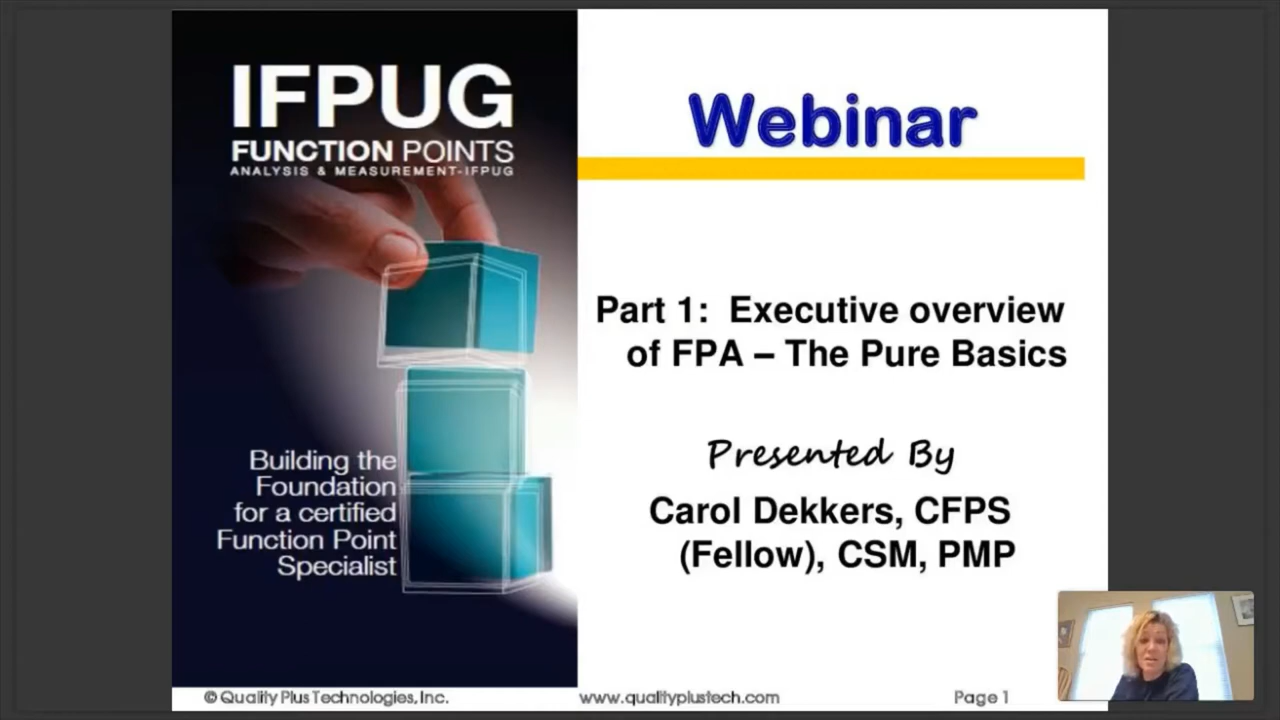 IFPUG
FUNCTION POINTS
ANALYSIS & MEASUREMENT-IFPUG
Building the
Foundation
for a certified
Function Point
Specialist
Webinar
Part 1: Executive overview
of FPA – The Pure Basics
Presented By
Carol Dekkers, CFPS
(Fellow), CSM, PMP
© Quality Plus Technologies, Inc.
www.qualityplustech.com
Page 1